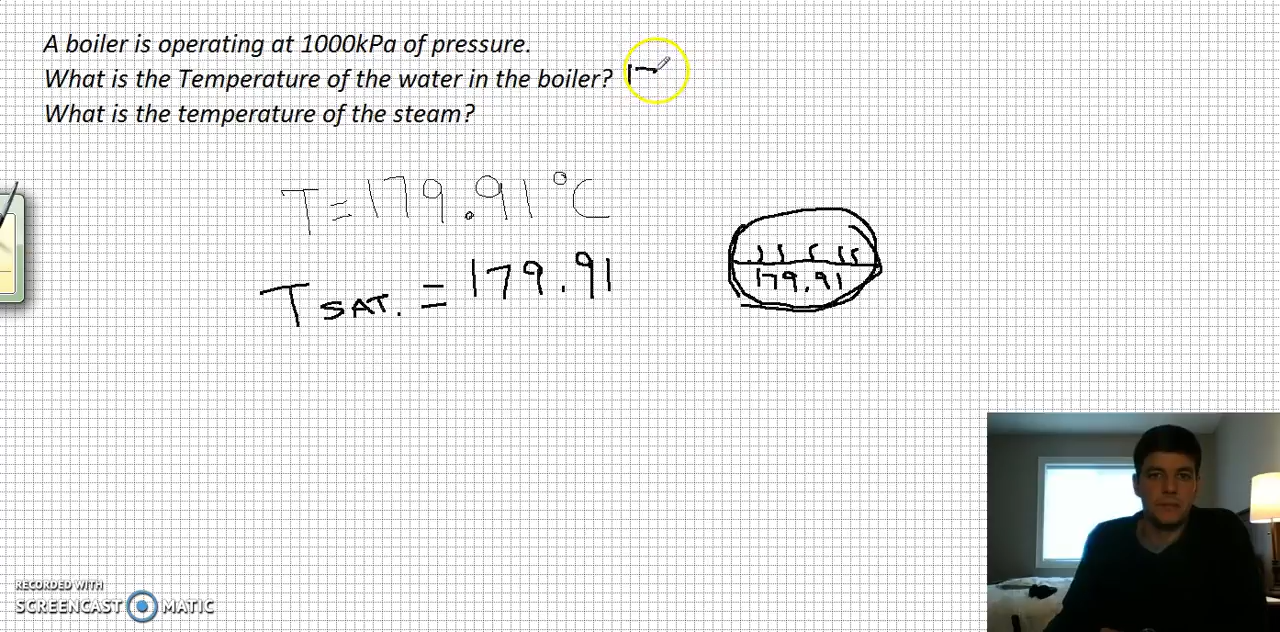 A boiler is operating at 1000kPa of pressure.
What is the Temperature of the water in the boiler? 17
What is the temperature of the steam?
T=179.91°C
TSAT. = 179.91
179.91
RECORDED WITH
SCREENCAST MATIC